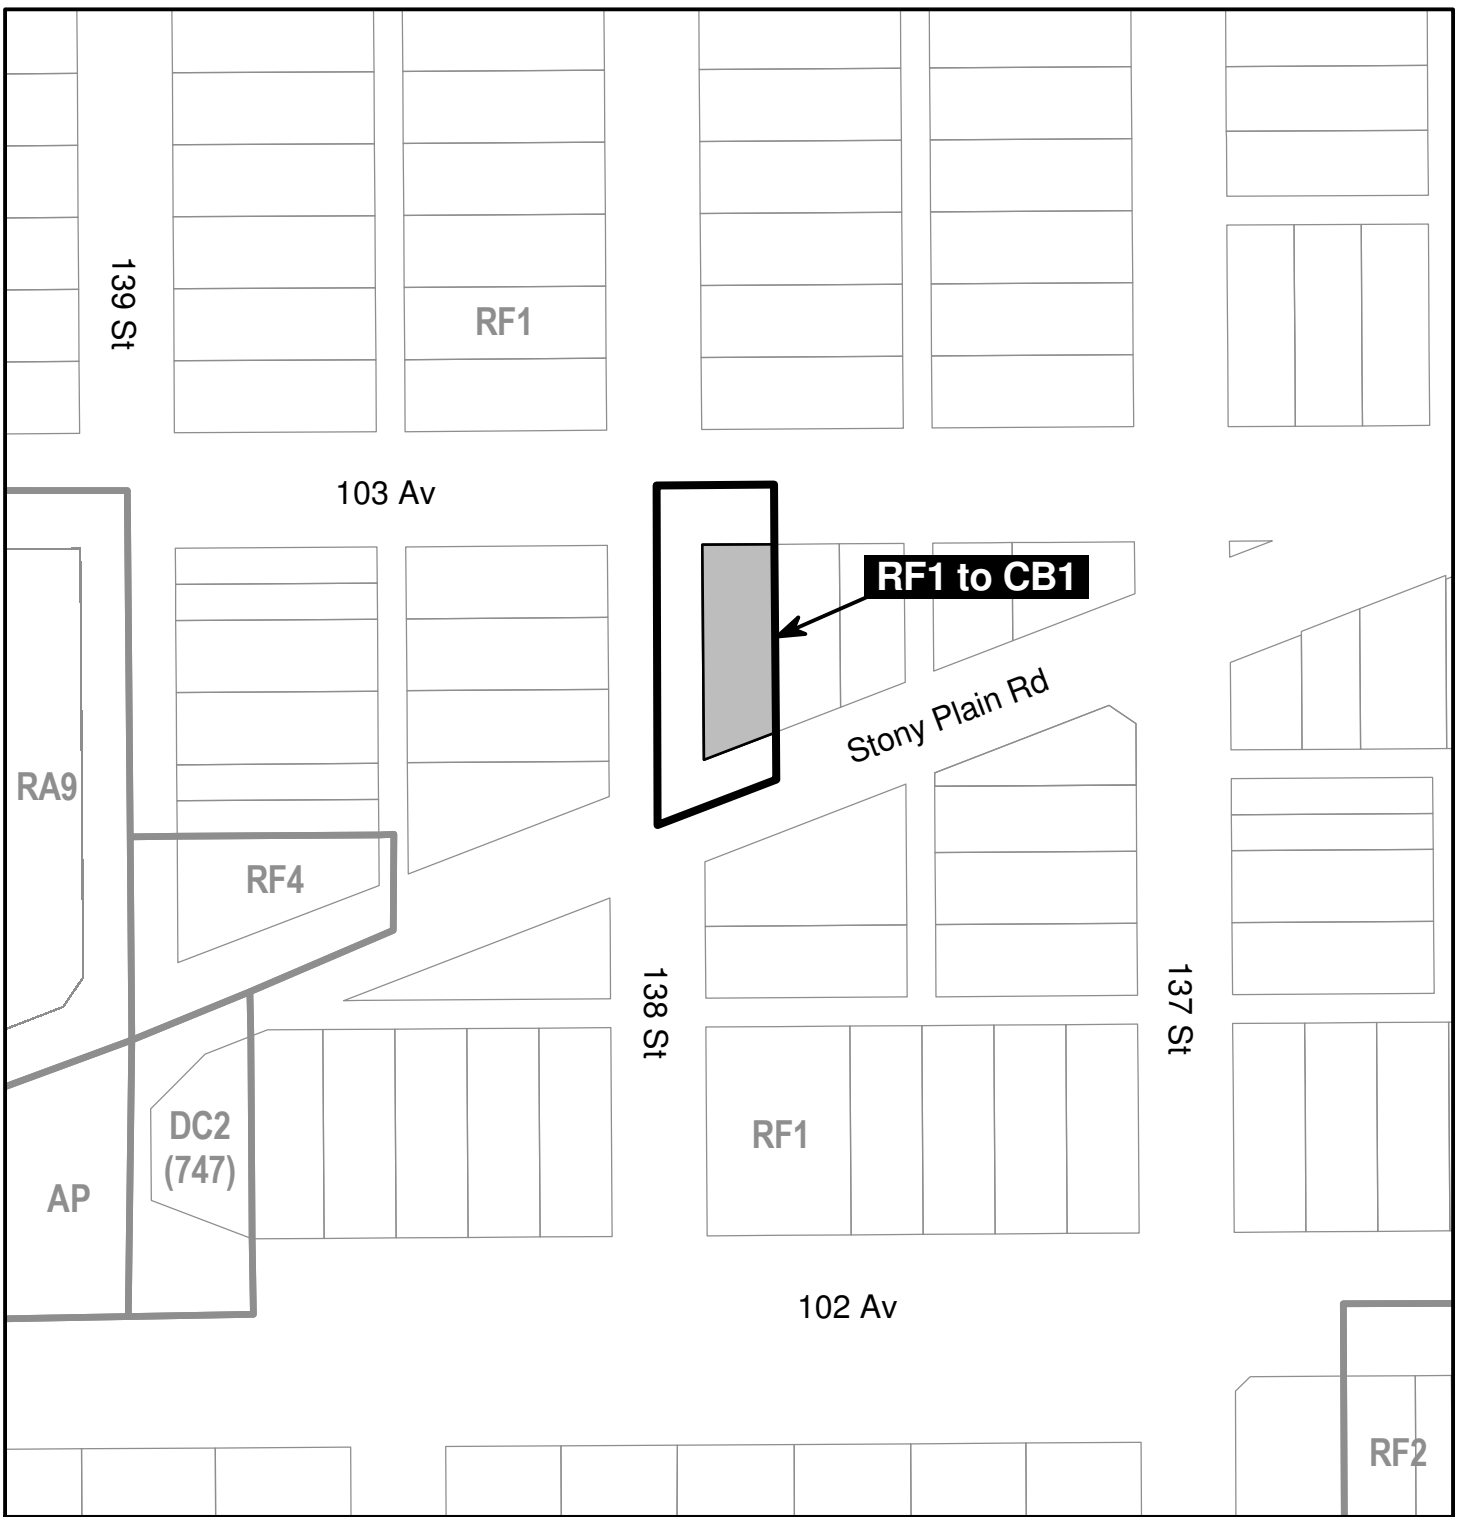 139 St
RF1
103 Av
RF1 to CB1
Stony Plain Rd
RA9
RF4
138 St
137 St
DC2
(747)
RF1
AP
102 Av
RF2